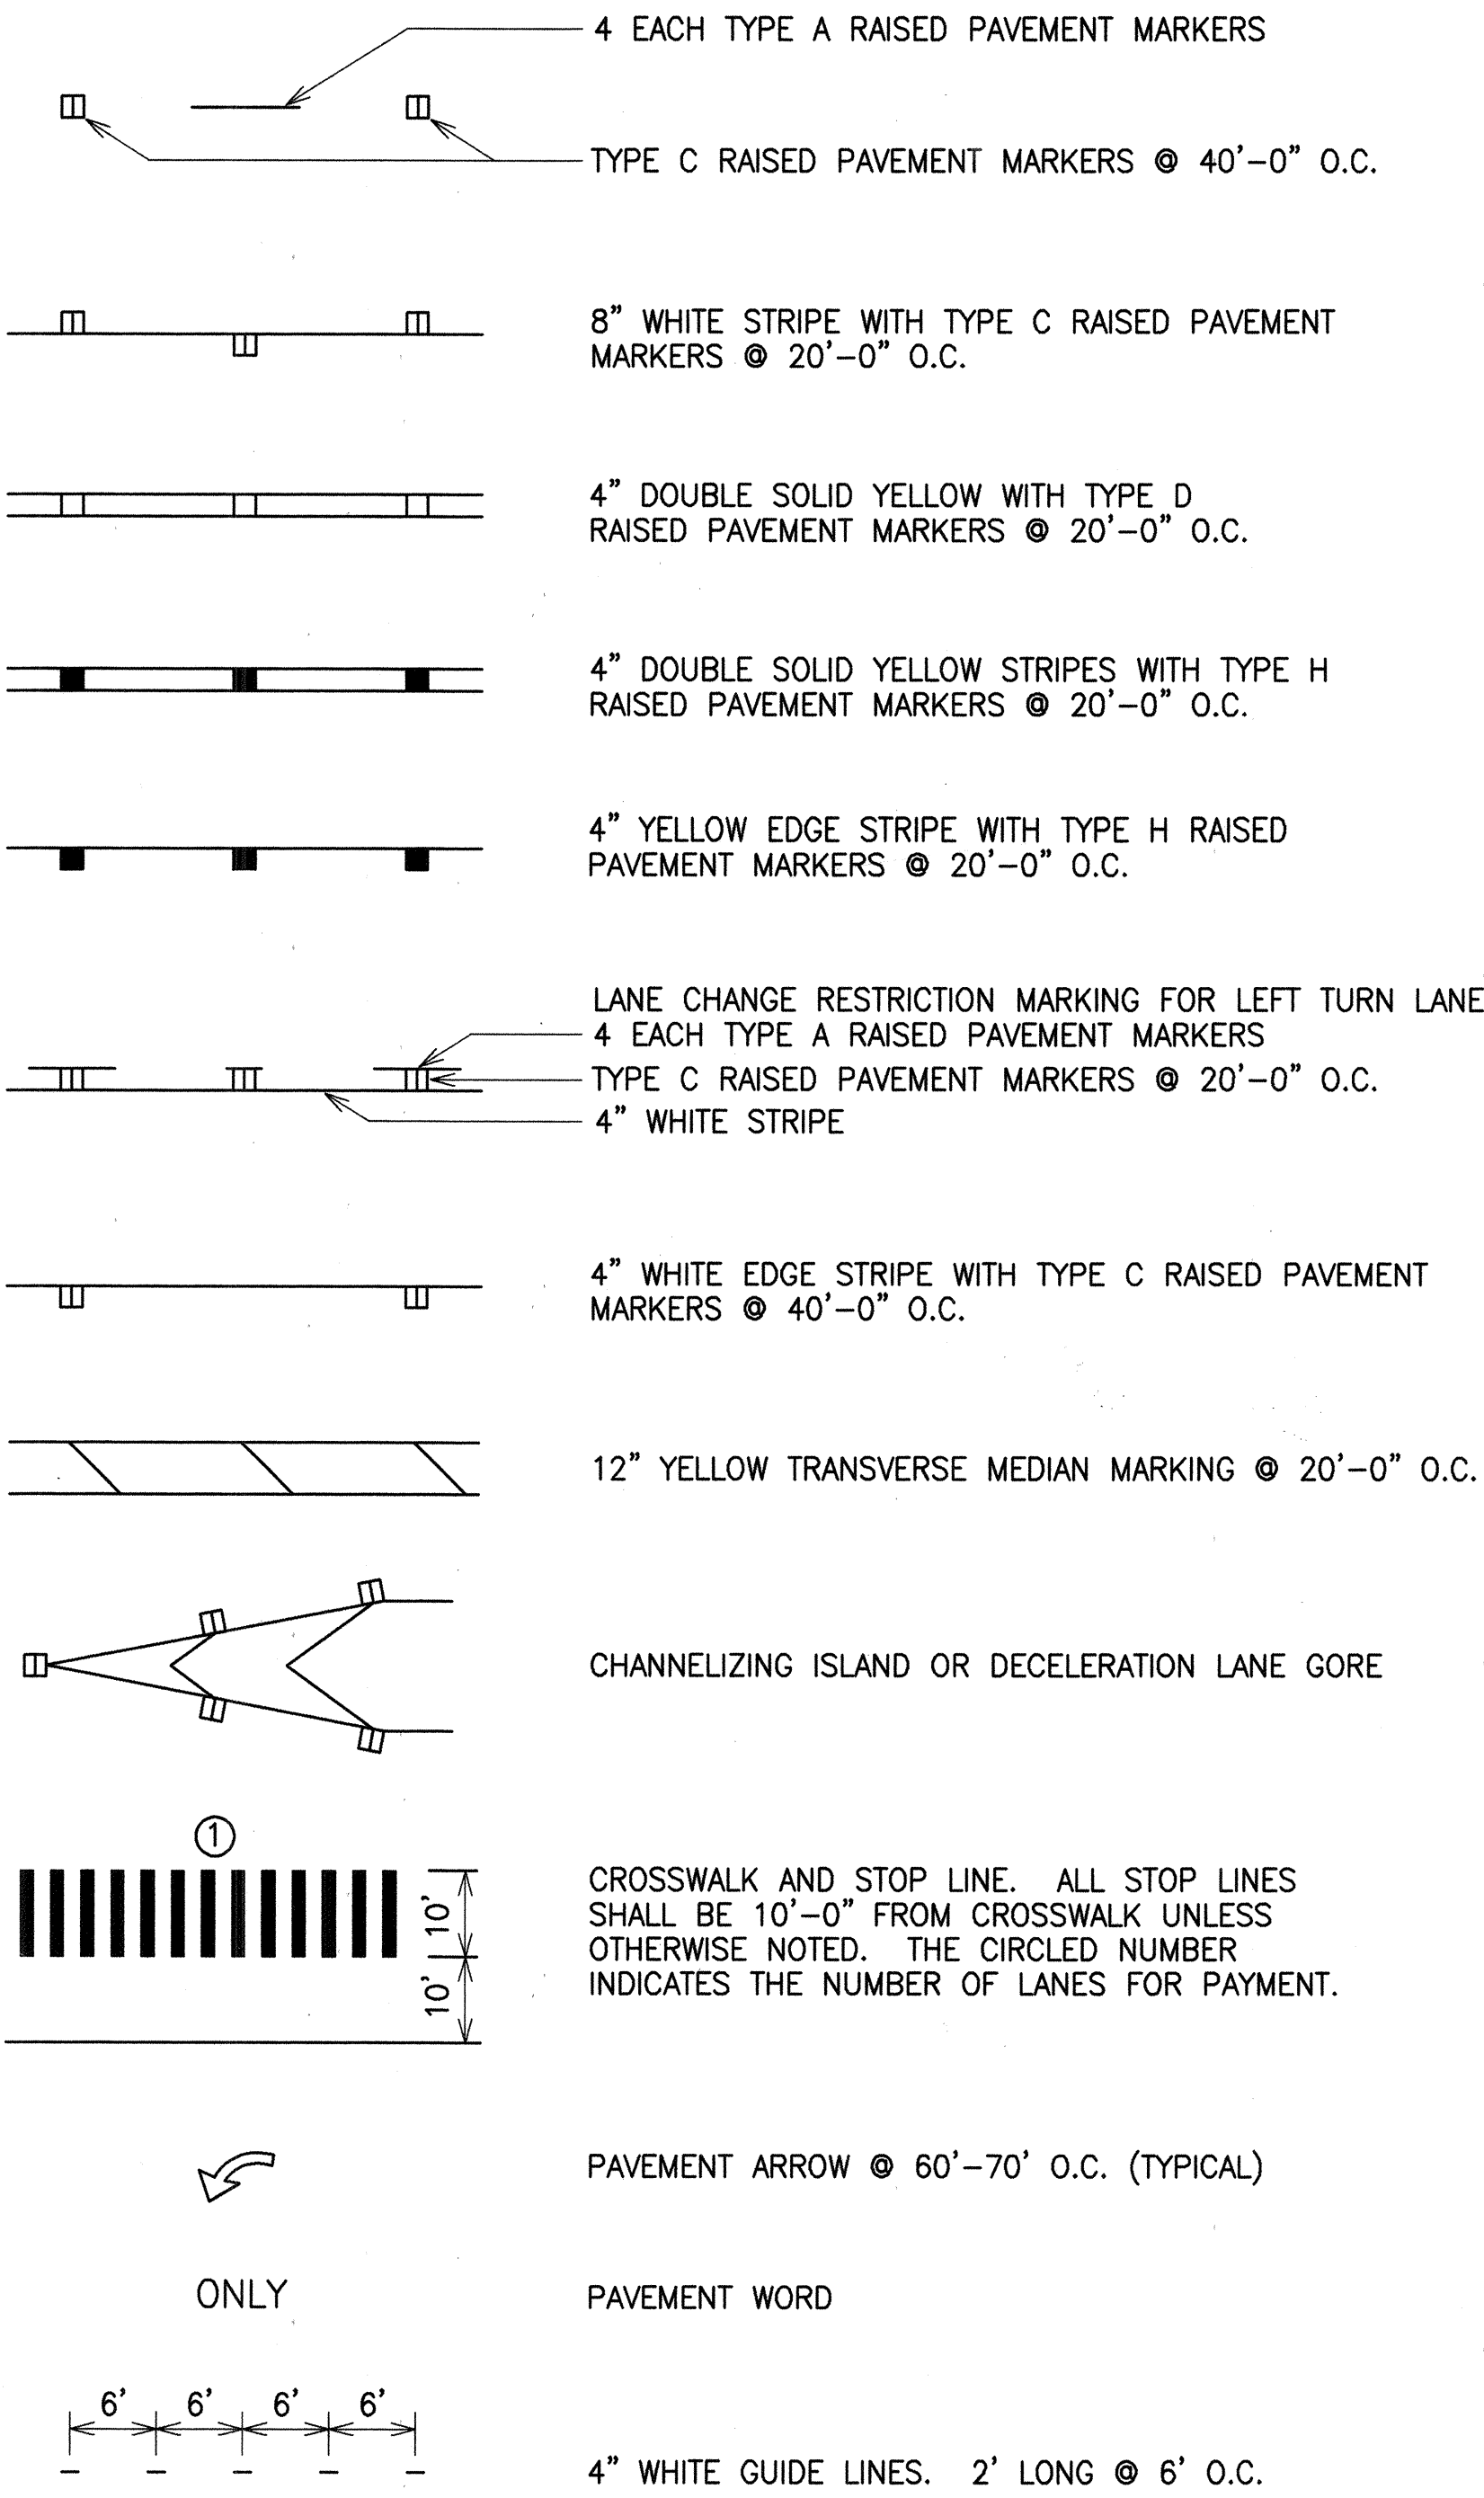 4 EACH TYPE A RAISED PAVEMENT MARKERS
TYPE C RAISED PAVEMENT MARKERS @ 40'-0" O.C.
8" WHITE STRIPE WITH TYPE C RAISED PAVEMENT
MARKERS @ 20'-0" O.C.
4" DOUBLE SOLID YELLOW WITH TYPE D
RAISED PAVEMENT MARKERS @ 20'-0" O.C.
4" DOUBLE SOLID YELLOW STRIPES WITH TYPE H
RAISED PAVEMENT MARKERS @ 20'-0" O.C.
4" YELLOW EDGE STRIPE WITH TYPE H RAISED
PAVEMENT MARKERS @ 20'-0" O.C.
LANE CHANGE RESTRICTION MARKING FOR LEFT TURN LANE
4 EACH TYPE A RAISED PAVEMENT MARKERS
TYPE C RAISED PAVEMENT MARKERS @ 20'-0" O.C.
4" WHITE STRIPE
4" WHITE EDGE STRIPE WITH TYPE C RAISED PAVEMENT
MARKERS @ 40'-0" O.C.
12" YELLOW TRANSVERSE MEDIAN MARKING @ 20'-0" O.C.
CHANNELIZING ISLAND OR DECELERATION LANE GORE
1
10'
10'
CROSSWALK AND STOP LINE. ALL STOP LINES
SHALL BE 10'-0" FROM CROSSWALK UNLESS
OTHERWISE NOTED. THE CIRCLED NUMBER
INDICATES THE NUMBER OF LANES FOR PAYMENT.
PAVEMENT ARROW @ 60'-70' O.C. (TYPICAL)
ONLY
PAVEMENT WORD
6' 6' 6' 6'
4" WHITE GUIDE LINES. 2' LONG @ 6' O.C.